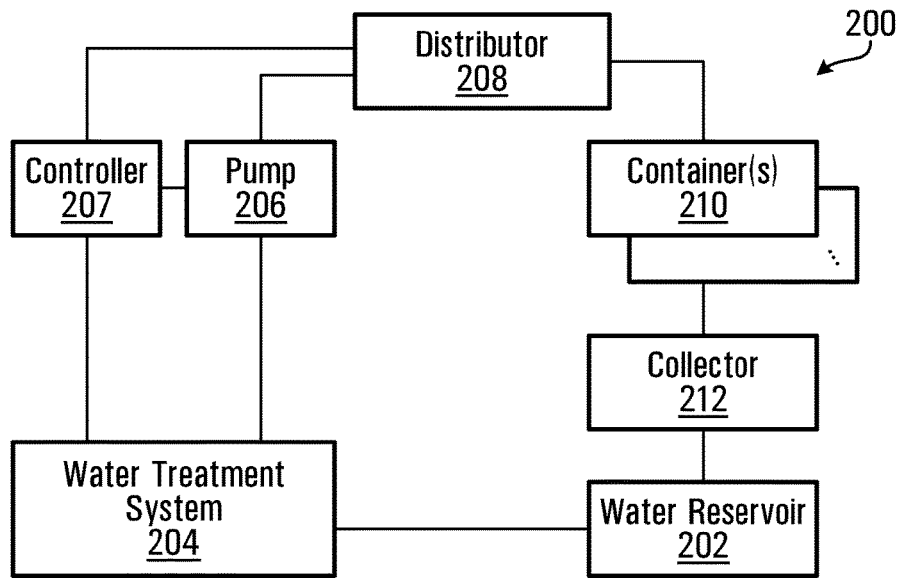 200
Distributor
208
Controller
207
Pump
206
Container(s)
210
Collector
212
Water Treatment
System
204
Water Reservoir
202